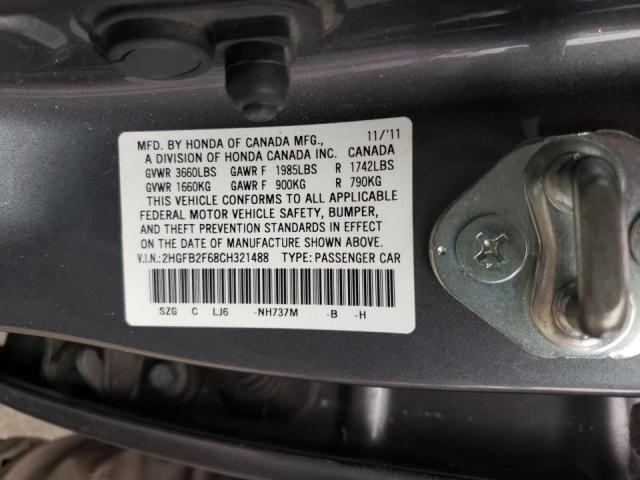 MFD. BY HONDA OF CANADA MFG., 11/'11
A DIVISION OF HONDA CANADA INC. CANADA
GVWR 3660LBS GAWR F 1985LBS R 1742LBS
GVWR 1660KG GAWR F 900KG R 790KG
THIS VEHICLE CONFORMS TO ALL APPLICABLE
FEDERAL MOTOR VEHICLE SAFETY, BUMPER,
AND THEFT PREVENTION STANDARDS IN EFFECT
ON THE DATE OF MANUFACTURE SHOWN ABOVE.
V.I.N.:2HGFB2F68CH321488 TYPE:PASSENGER CAR
SZG C LJ6 -NH737M -B -H